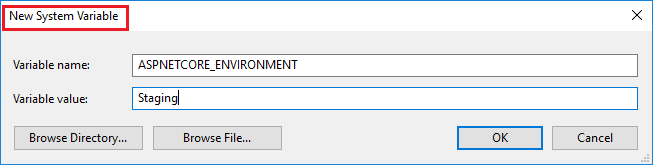 New System Variable
Variable name: ASPNETCORE_ENVIRONMENT
Variable value: Staging
Browse Directory... Browse File... OK Cancel